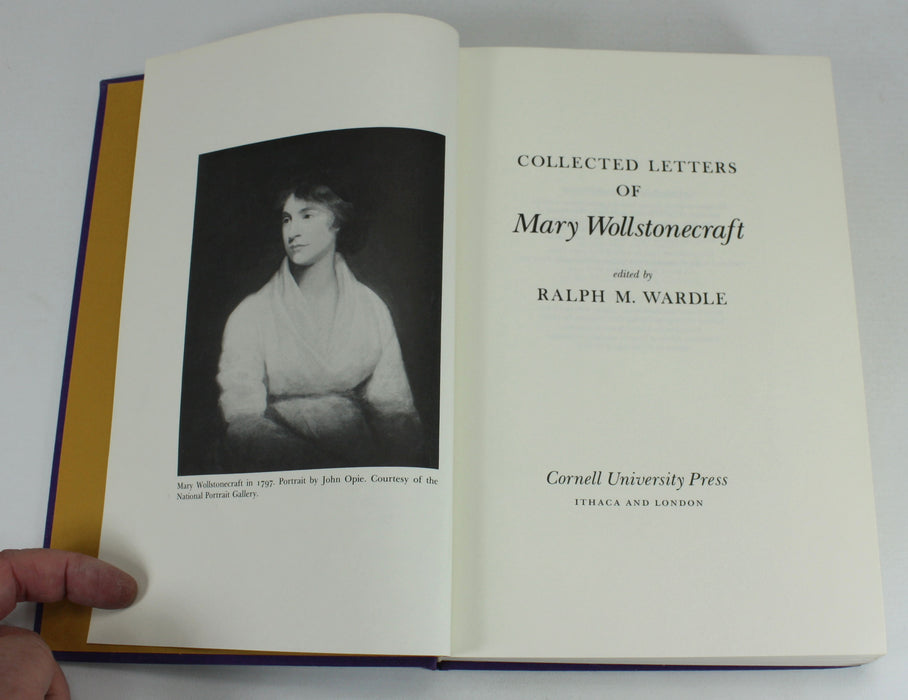 Mary Wollstonecraft in 1797. Portrait by John Opie. Courtesy of the
National Portrait Gallery.
COLLECTED LETTERS
OF
Mary Wollstonecraft
edited by
RALPH M. WARDLE
Cornell University Press
ITHACA AND LONDON